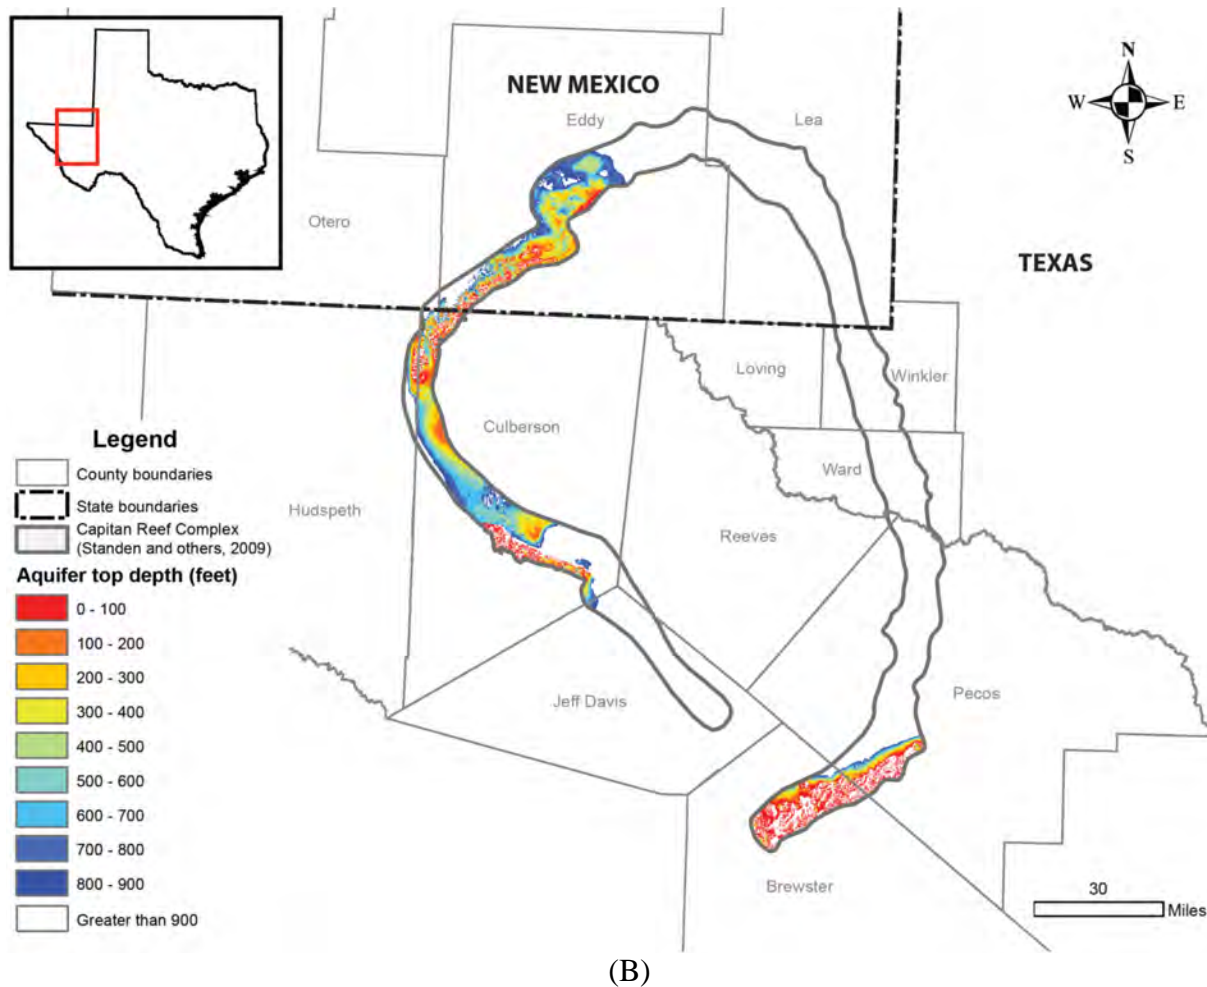 NEW MEXICO
Eddy
Lea
N
W
E
S
Otero
TEXAS
Loving
Winkler
Culberson
Ward
Hudspeth
Reeves
Jeff Davis
Pecos
Brewster
Legend
County boundaries
State boundaries
Capitan Reef Complex
(Standen and others, 2009)
Aquifer top depth (feet)
0 - 100
100 - 200
200 - 300
300 - 400
400 - 500
500 - 600
600 - 700
700 - 800
800 - 900
Greater than 900
30
Miles
(B)